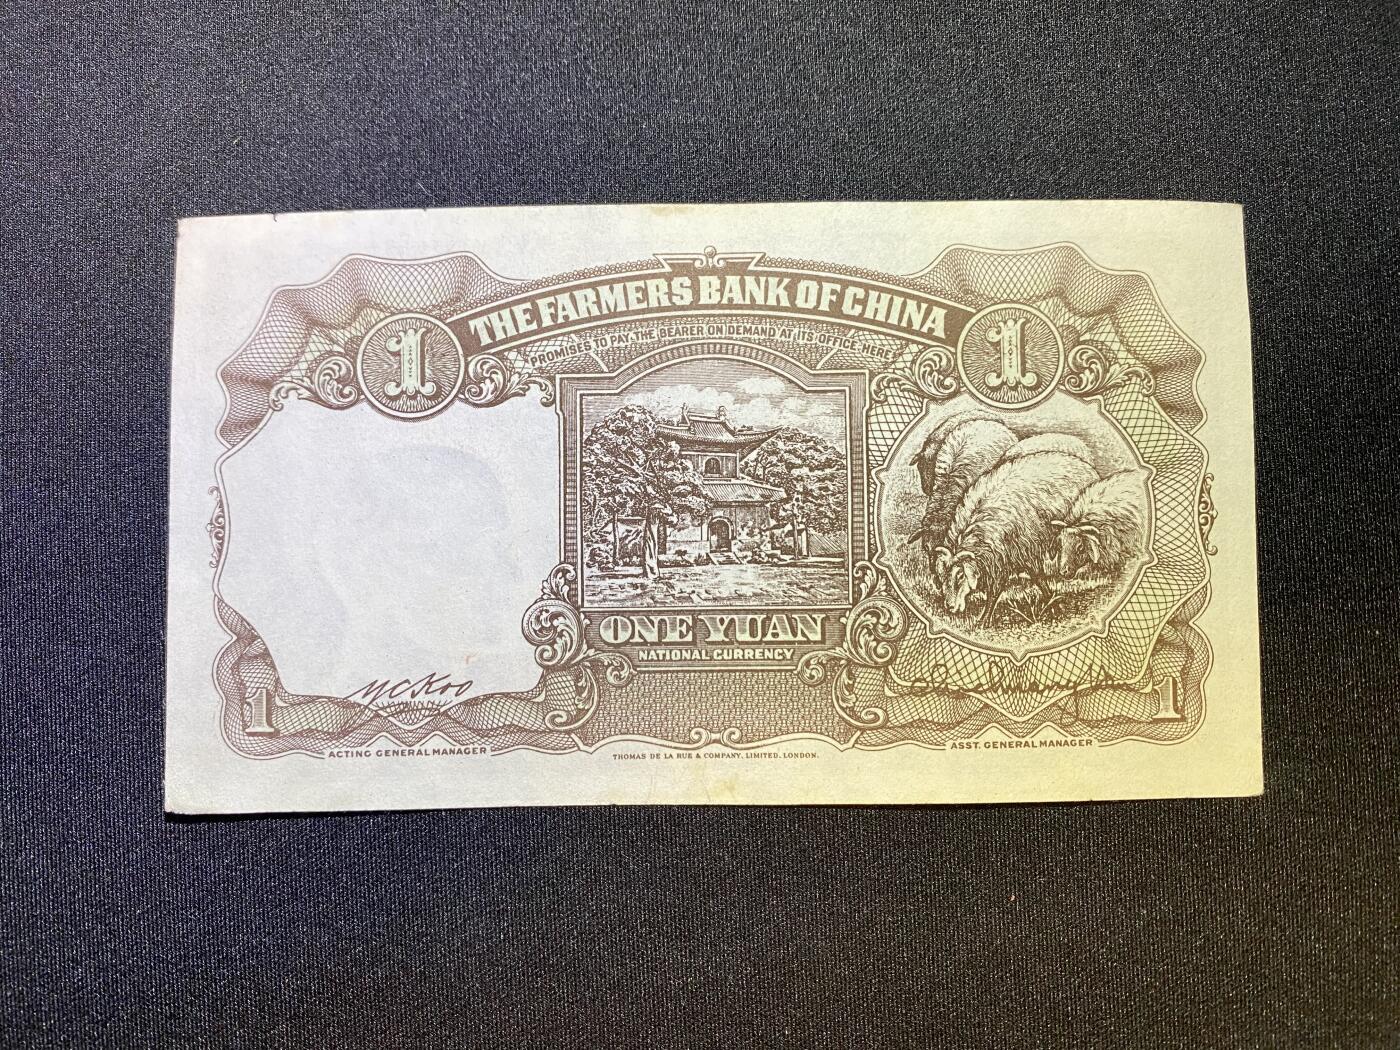 THE FARMERS BANK OF CHINA
PROMISES TO PAY THE BEARER ON DEMAND AT ITS OFFICE HERE
1
1
ONE YUAN
NATIONAL CURRENCY
1
1
ACTING GENERAL MANAGER
THOMAS DE LA RUE & COMPANY, LIMITED, LONDON.
ASST. GENERAL MANAGER